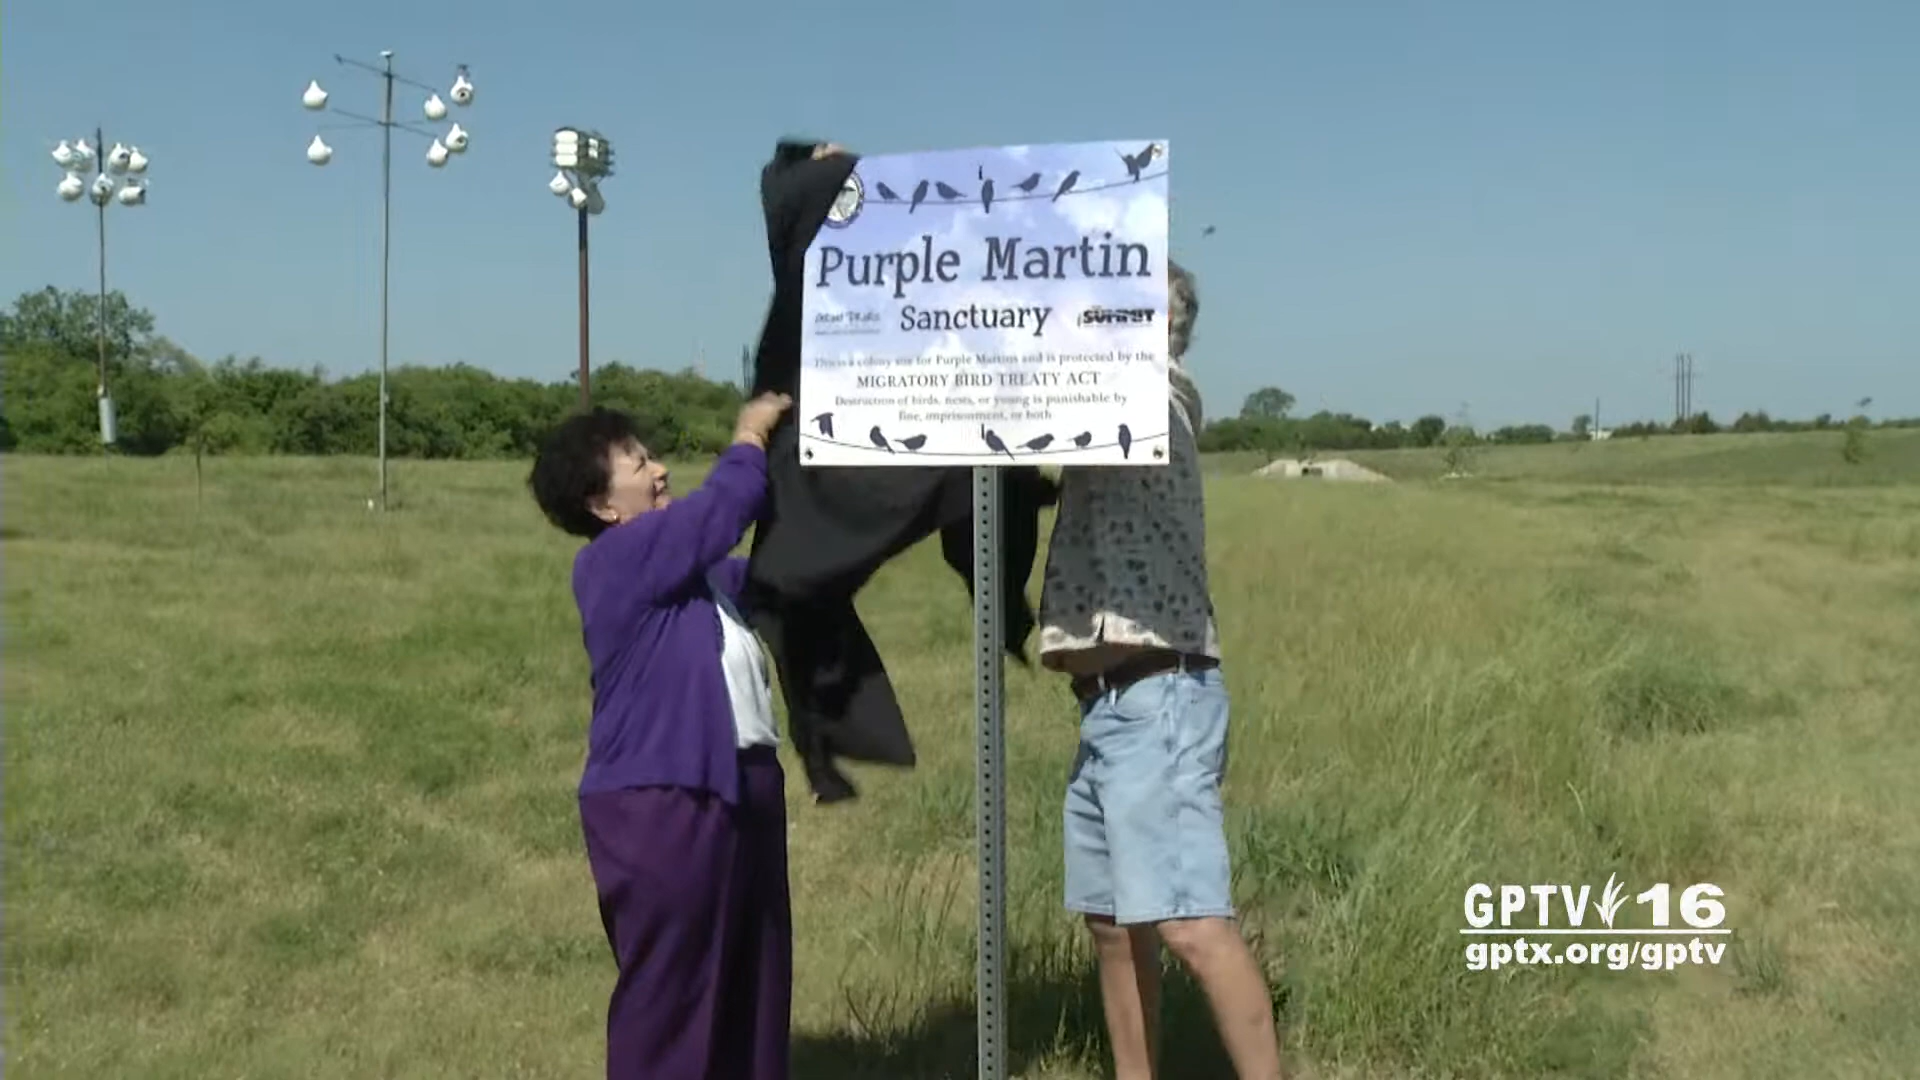 Purple Martin
Sanctuary
SUMMIT
This is a colony site for Purple Martins and is protected by the
MIGRATORY BIRD TREATY ACT
Destruction of birds, nests, or young is punishable by
fine, imprisonment, or both
GPTV 16
gptx.org/gptv